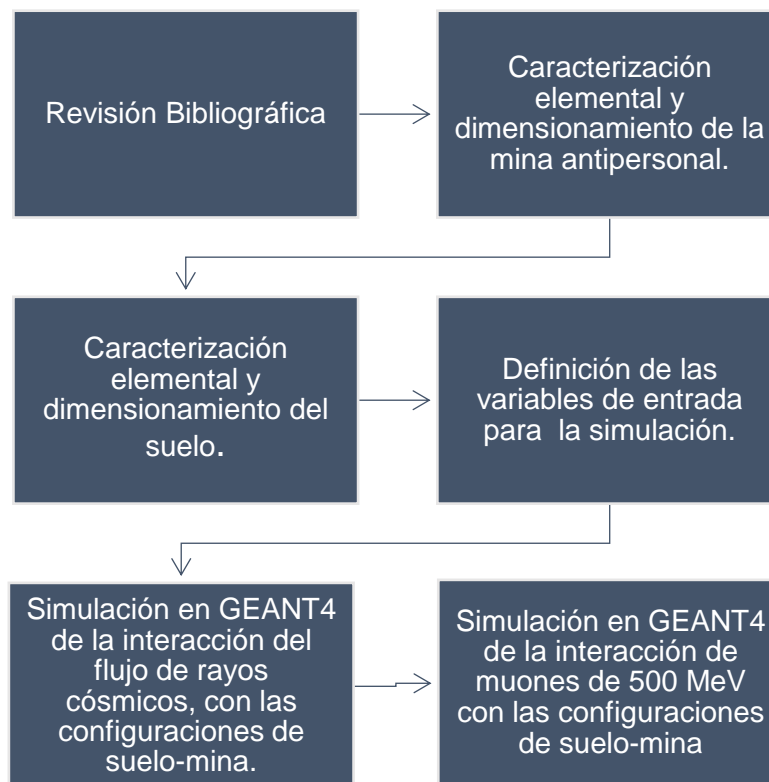 Revisión Bibliográfica
Caracterización
elemental y
dimensionamiento de la
mina antipersonal.
Caracterización
elemental y
dimensionamiento del
suelo.
Definición de las
variables de entrada
para la simulación.
Simulación en GEANT4
de la interacción del
flujo de rayos
cósmicos, con las
configuraciones de
suelo-mina.
Simulación en GEANT4
de la interacción de
muones de 500 MeV
con las configuraciones
de suelo-mina